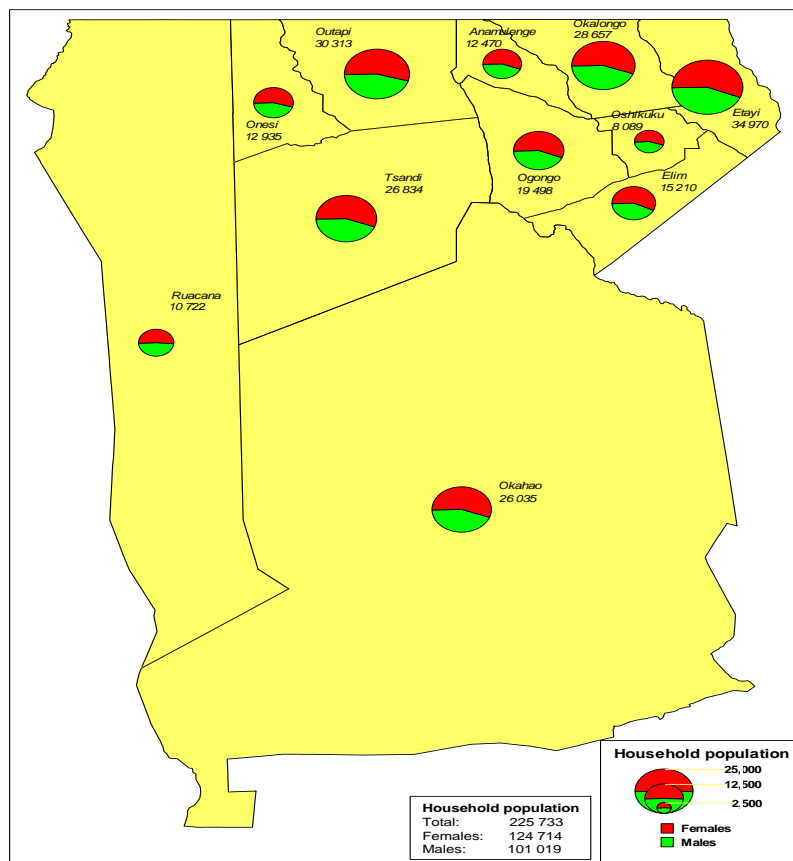 Outapi
30 313
Anamulenge
12 470
Okalongo
28 657
Onesi
12 935
Oshikuku
8 089
Etayi
34 970
Tsandi
26 834
Ogongo
19 498
Elim
15 210
Ruacana
10 722
Okahao
26 035
Household population
25,000
12,500
2,500
Females
Males
Household population
Total: 225 733
Females: 124 714
Males: 101 019